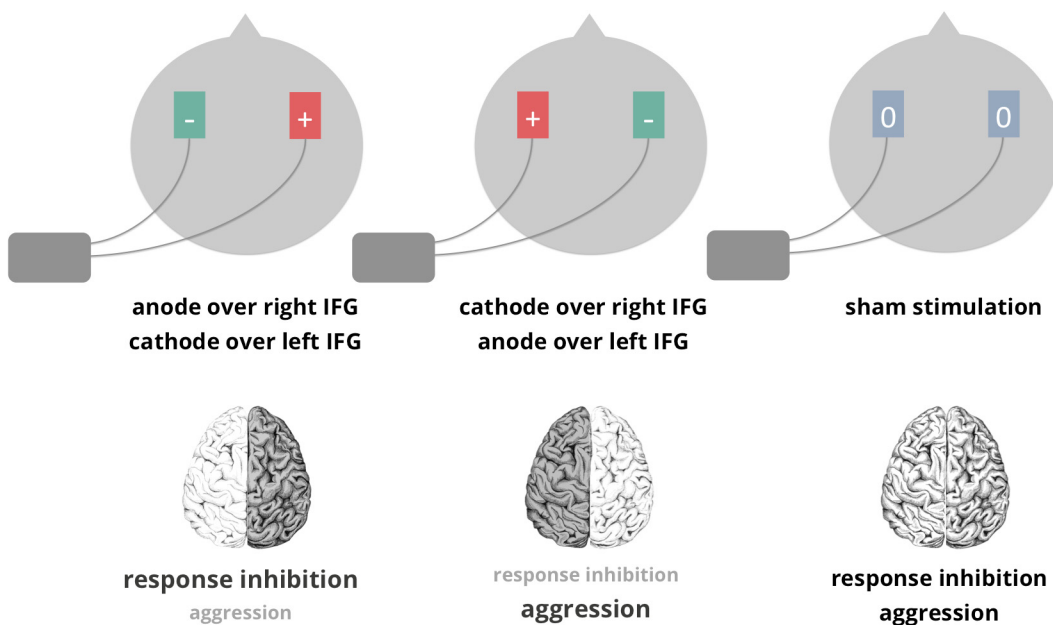 - +
+ -
0 0
anode over right IFG
cathode over left IFG
cathode over right IFG
anode over left IFG
sham stimulation
response inhibition
aggression
response inhibition
aggression
response inhibition
aggression